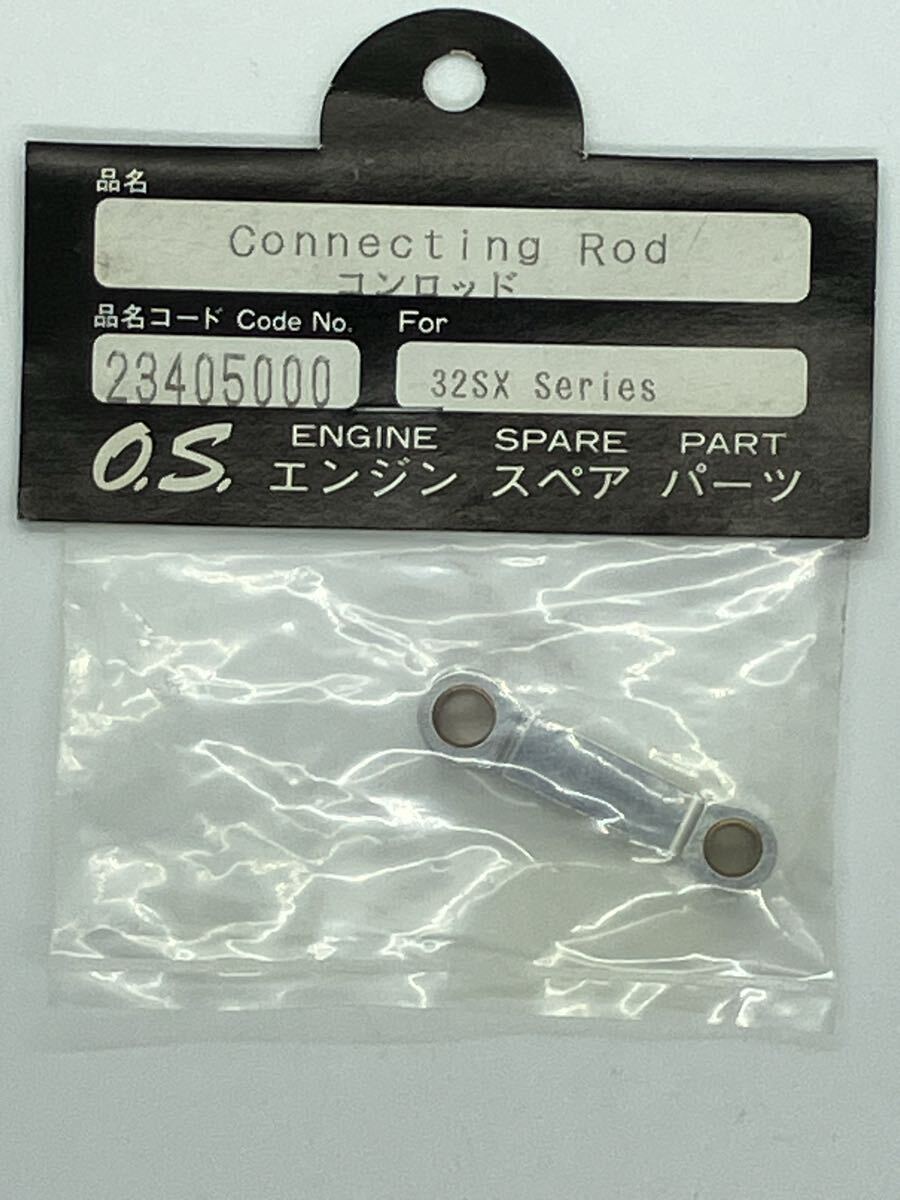 品名
Connecting Rod
コンロッド
品名コード Code No. For
23405000 32SX Series
O.S. ENGINE SPARE PART
エンジン スペア パーツ